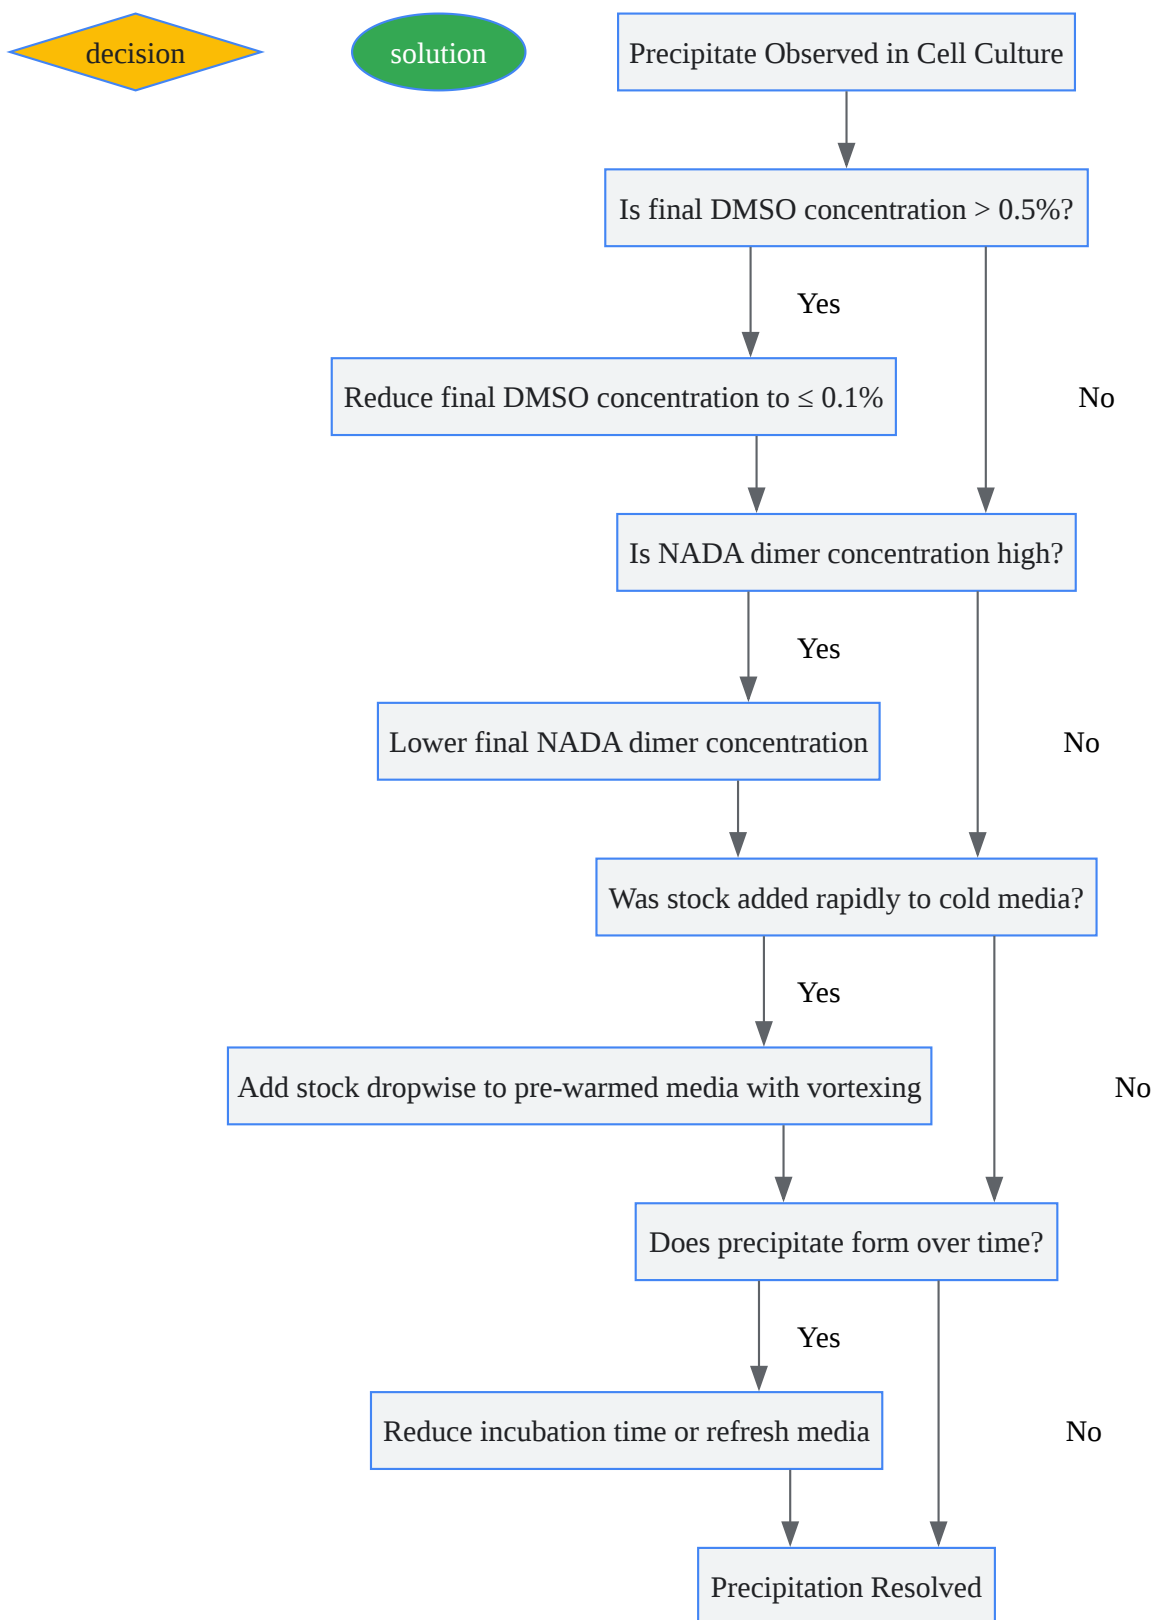 decision
solution
Precipitate Observed in Cell Culture
Is final DMSO concentration > 0.5%?
Yes
Reduce final DMSO concentration to ≤ 0.1%
No
Is NADA dimer concentration high?
Yes
Lower final NADA dimer concentration
No
Was stock added rapidly to cold media?
Yes
Add stock dropwise to pre-warmed media with vortexing
No
Does precipitate form over time?
Yes
Reduce incubation time or refresh media
No
Precipitation Resolved